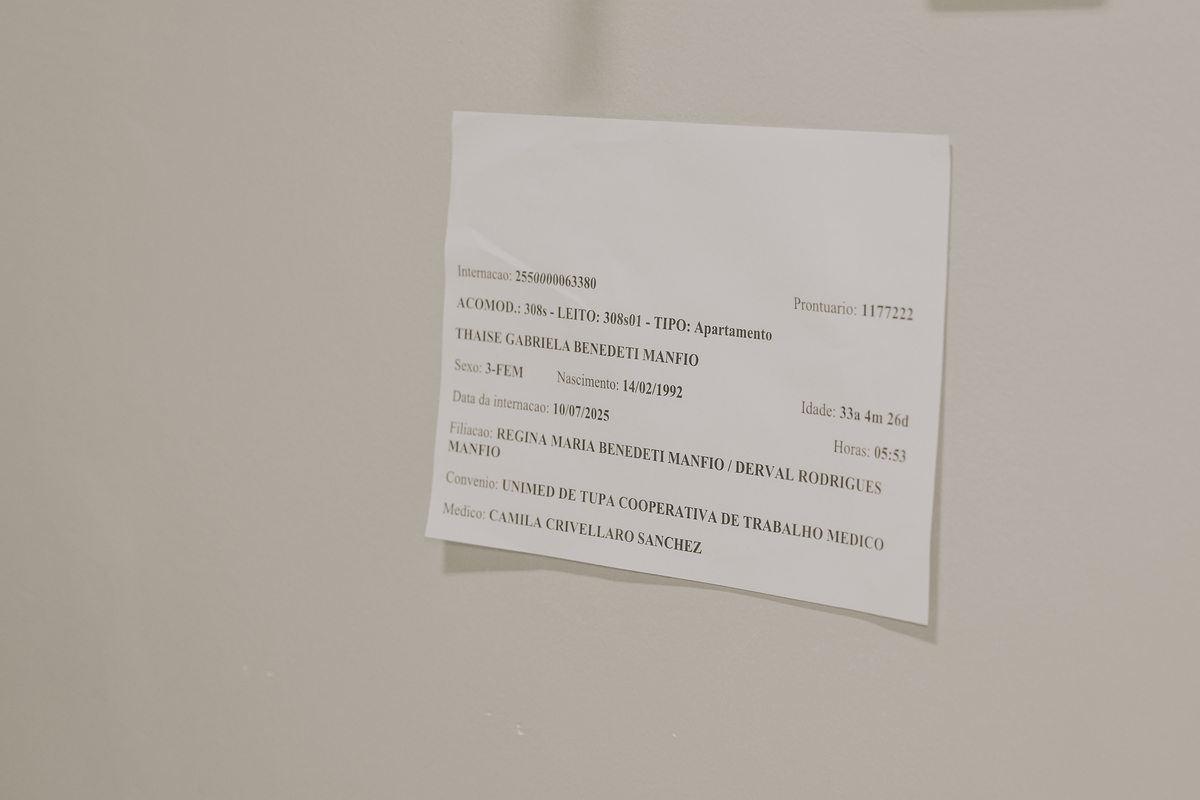 Internacao: 2550000063380
Prontuario: 1177222
ACOMOD.: 308s - LEITO: 308s01 - TIPO: Apartamento
THAISE GABRIELA BENEDETI MANFIO
Sexo: 3-FEM Nascimento: 14/02/1992 Idade: 33a 4m 26d
Data da internacao: 10/07/2025 Horas: 05:53
Filiacao: REGINA MARIA BENEDETI MANFIO / DERVAL RODRIGUES
MANFIO
Convenio: UNIMED DE TUPA COOPERATIVA DE TRABALHO MEDICO
Medico: CAMILA CRIVELLARO SANCHEZ